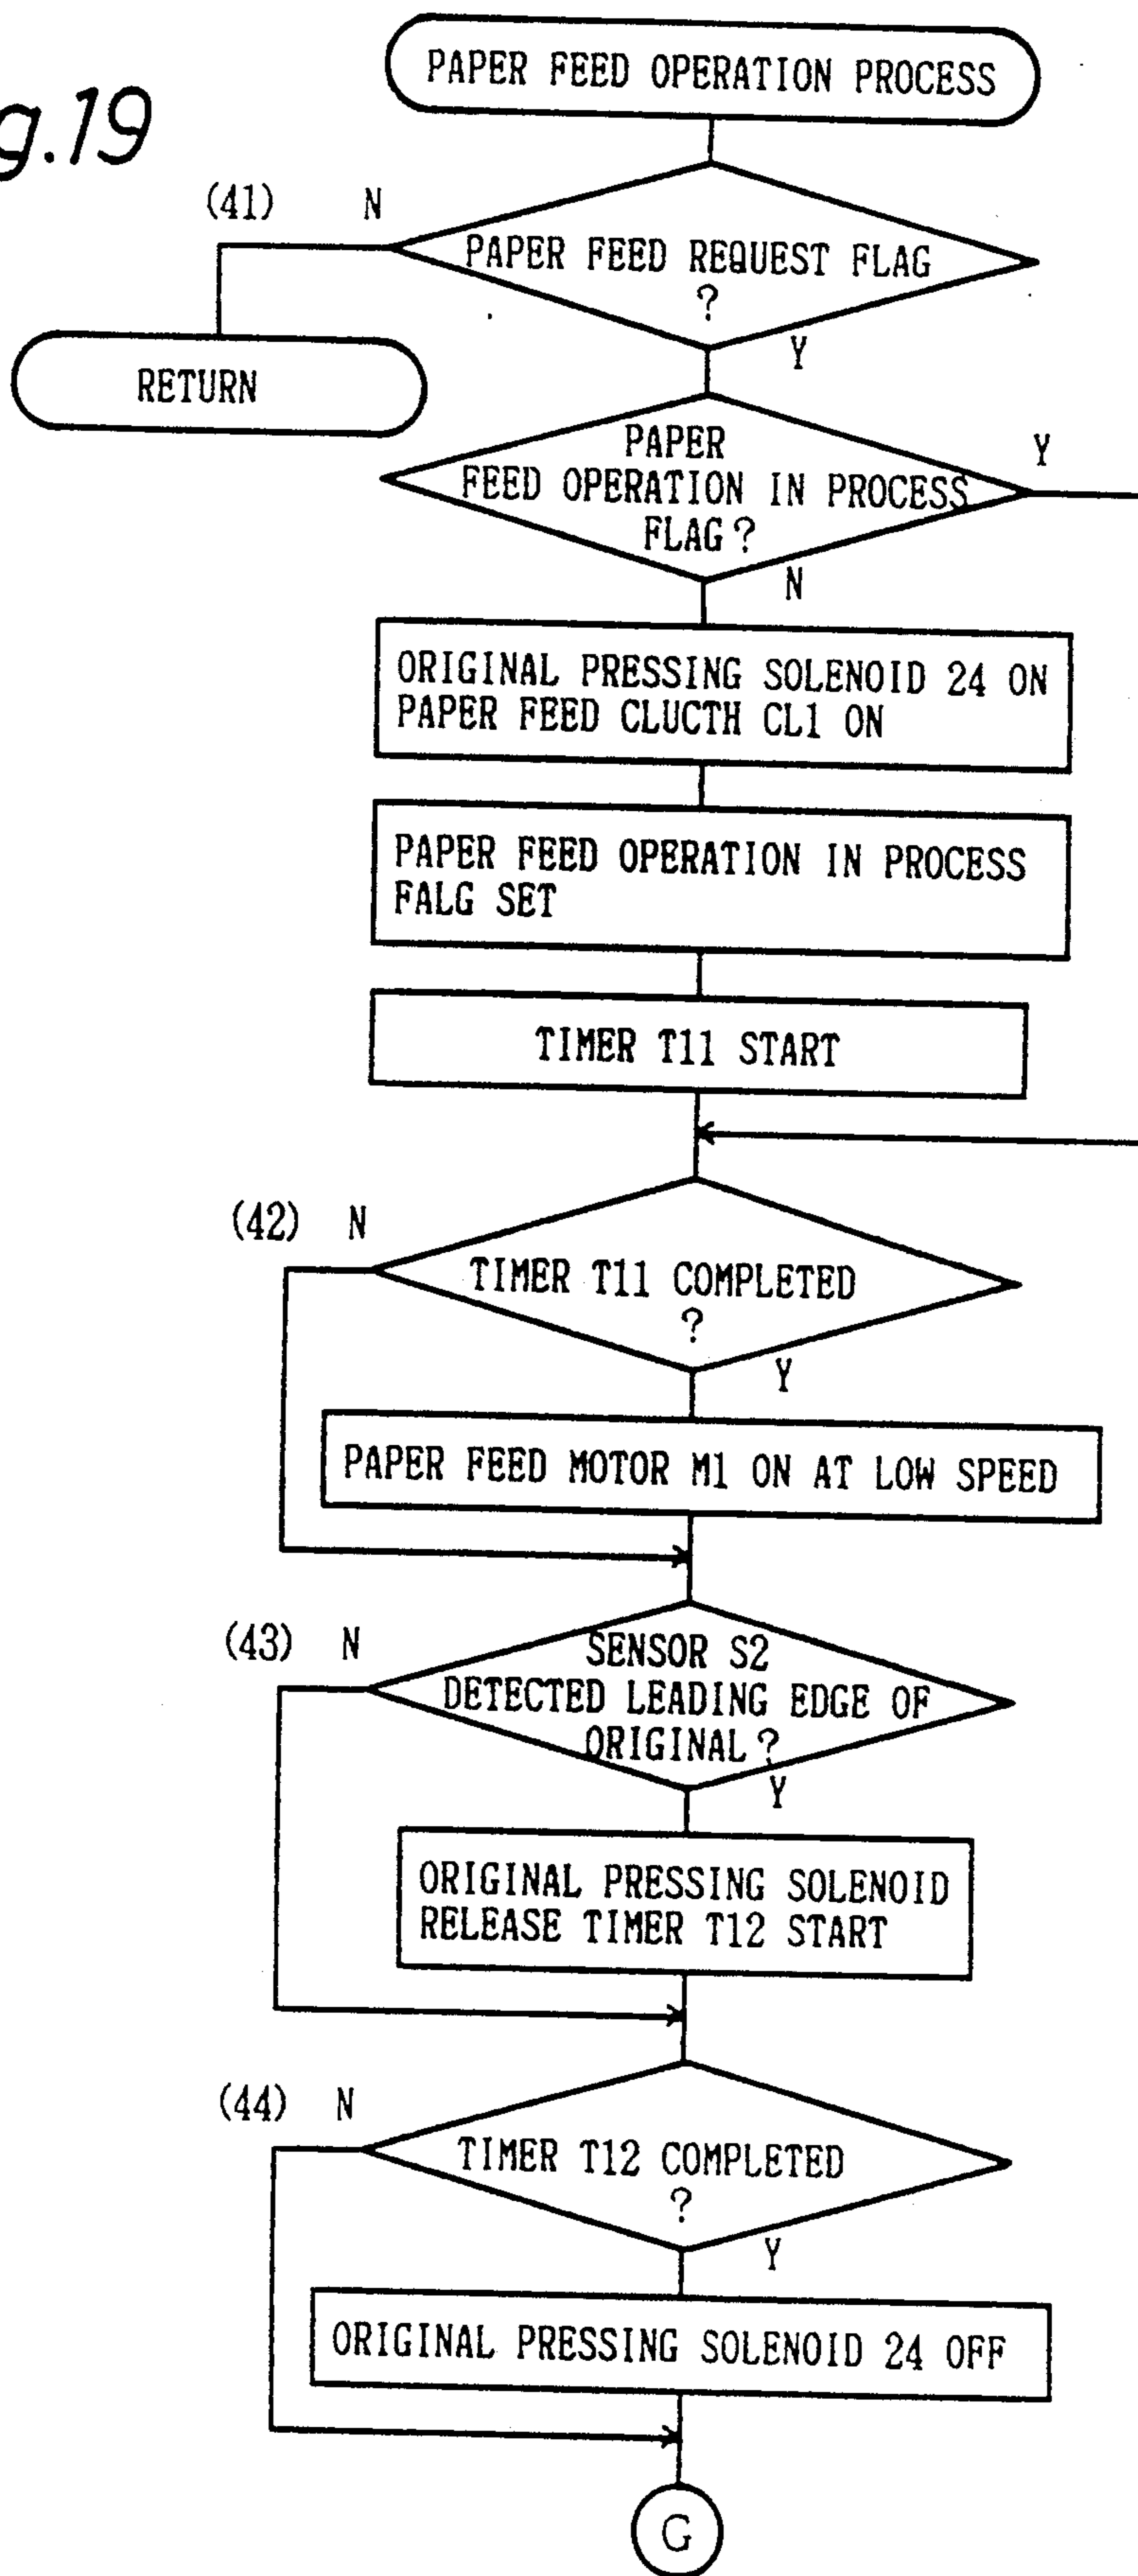 g.19
PAPER FEED OPERATION PROCESS
(41) N
PAPER FEED REQUEST FLAG
?
Y
RETURN
PAPER
FEED OPERATION IN PROCESS
FLAG?
Y
N
ORIGINAL PRESSING SOLENOID 24 ON
PAPER FEED CLUCTH CL1 ON
PAPER FEED OPERATION IN PROCESS
FALG SET
TIMER T11 START
(42) N
TIMER T11 COMPLETED
?
Y
PAPER FEED MOTOR M1 ON AT LOW SPEED
(43) N
SENSOR S2
DETECTED LEADING EDGE OF
ORIGINAL?
Y
ORIGINAL PRESSING SOLENOID
RELEASE TIMER T12 START
(44) N
TIMER T12 COMPLETED
?
Y
ORIGINAL PRESSING SOLENOID 24 OFF
G